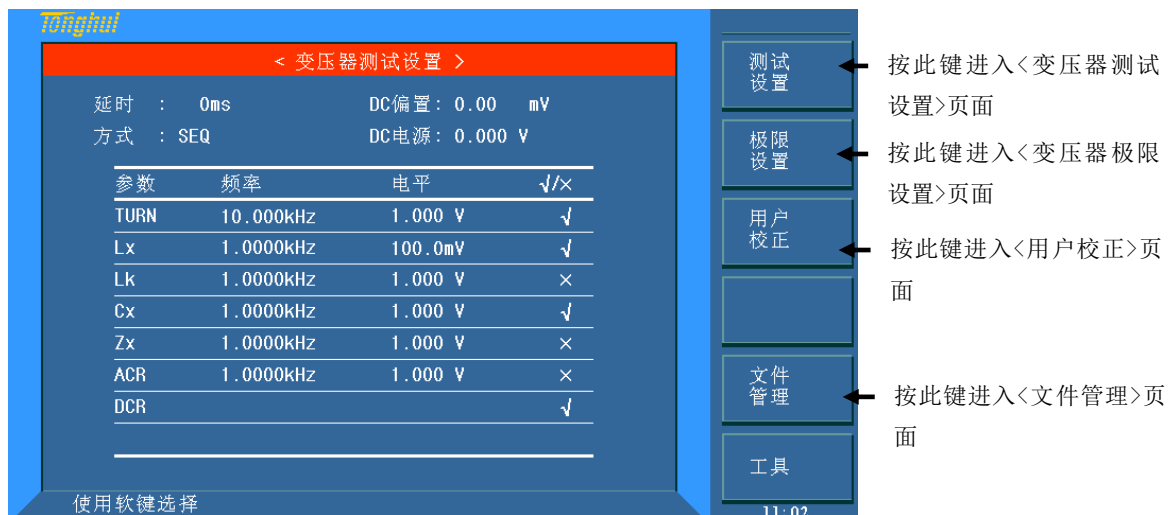 Tonghui
< 变压器测试设置 >
延时 : 0ms DC偏置: 0.00 mV
方式 : SEQ DC电源: 0.000 V
参数 频率 电平 √/×
TURN 10.000kHz 1.000 V √
Lx 1.0000kHz 100.0mV √
Lk 1.0000kHz 1.000 V ×
Cx 1.0000kHz 1.000 V √
Zx 1.0000kHz 1.000 V ×
ACR 1.0000kHz 1.000 V ×
DCR √
使用软键选择
测试
设置
极限
设置
用户
校正
文件
管理
工具
11:02
按此键进入<变压器测试
设置>页面
按此键进入<变压器极限
设置>页面
按此键进入<用户校正>页
面
按此键进入<文件管理>页
面